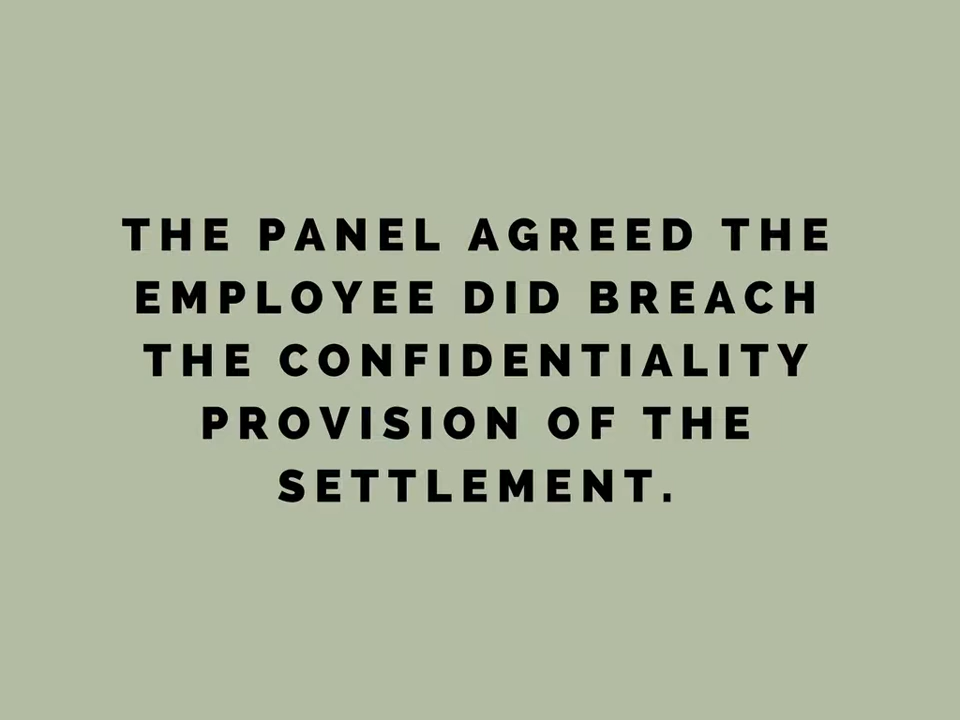 THE PANEL AGREED THE
EMPLOYEE DID BREACH
THE CONFIDENTIALITY
PROVISION OF THE
SETTLEMENT.